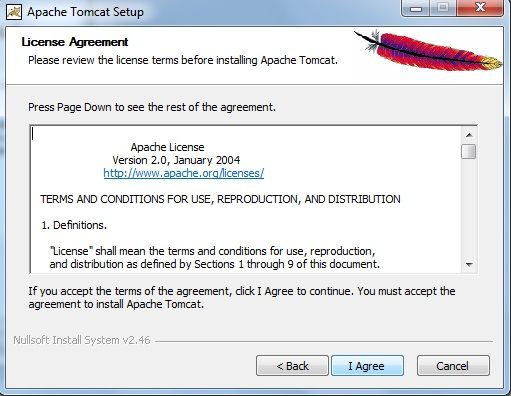 Apache Tomcat Setup
License Agreement
Please review the license terms before installing Apache Tomcat.
Press Page Down to see the rest of the agreement.
Apache License
Version 2.0, January 2004
http://www.apache.org/licenses/
TERMS AND CONDITIONS FOR USE, REPRODUCTION, AND DISTRIBUTION
1. Definitions.
"License" shall mean the terms and conditions for use, reproduction,
and distribution as defined by Sections 1 through 9 of this document.
If you accept the terms of the agreement, click I Agree to continue. You must accept the
agreement to install Apache Tomcat.
Nullsoft Install System v2.46
< Back
I Agree
Cancel